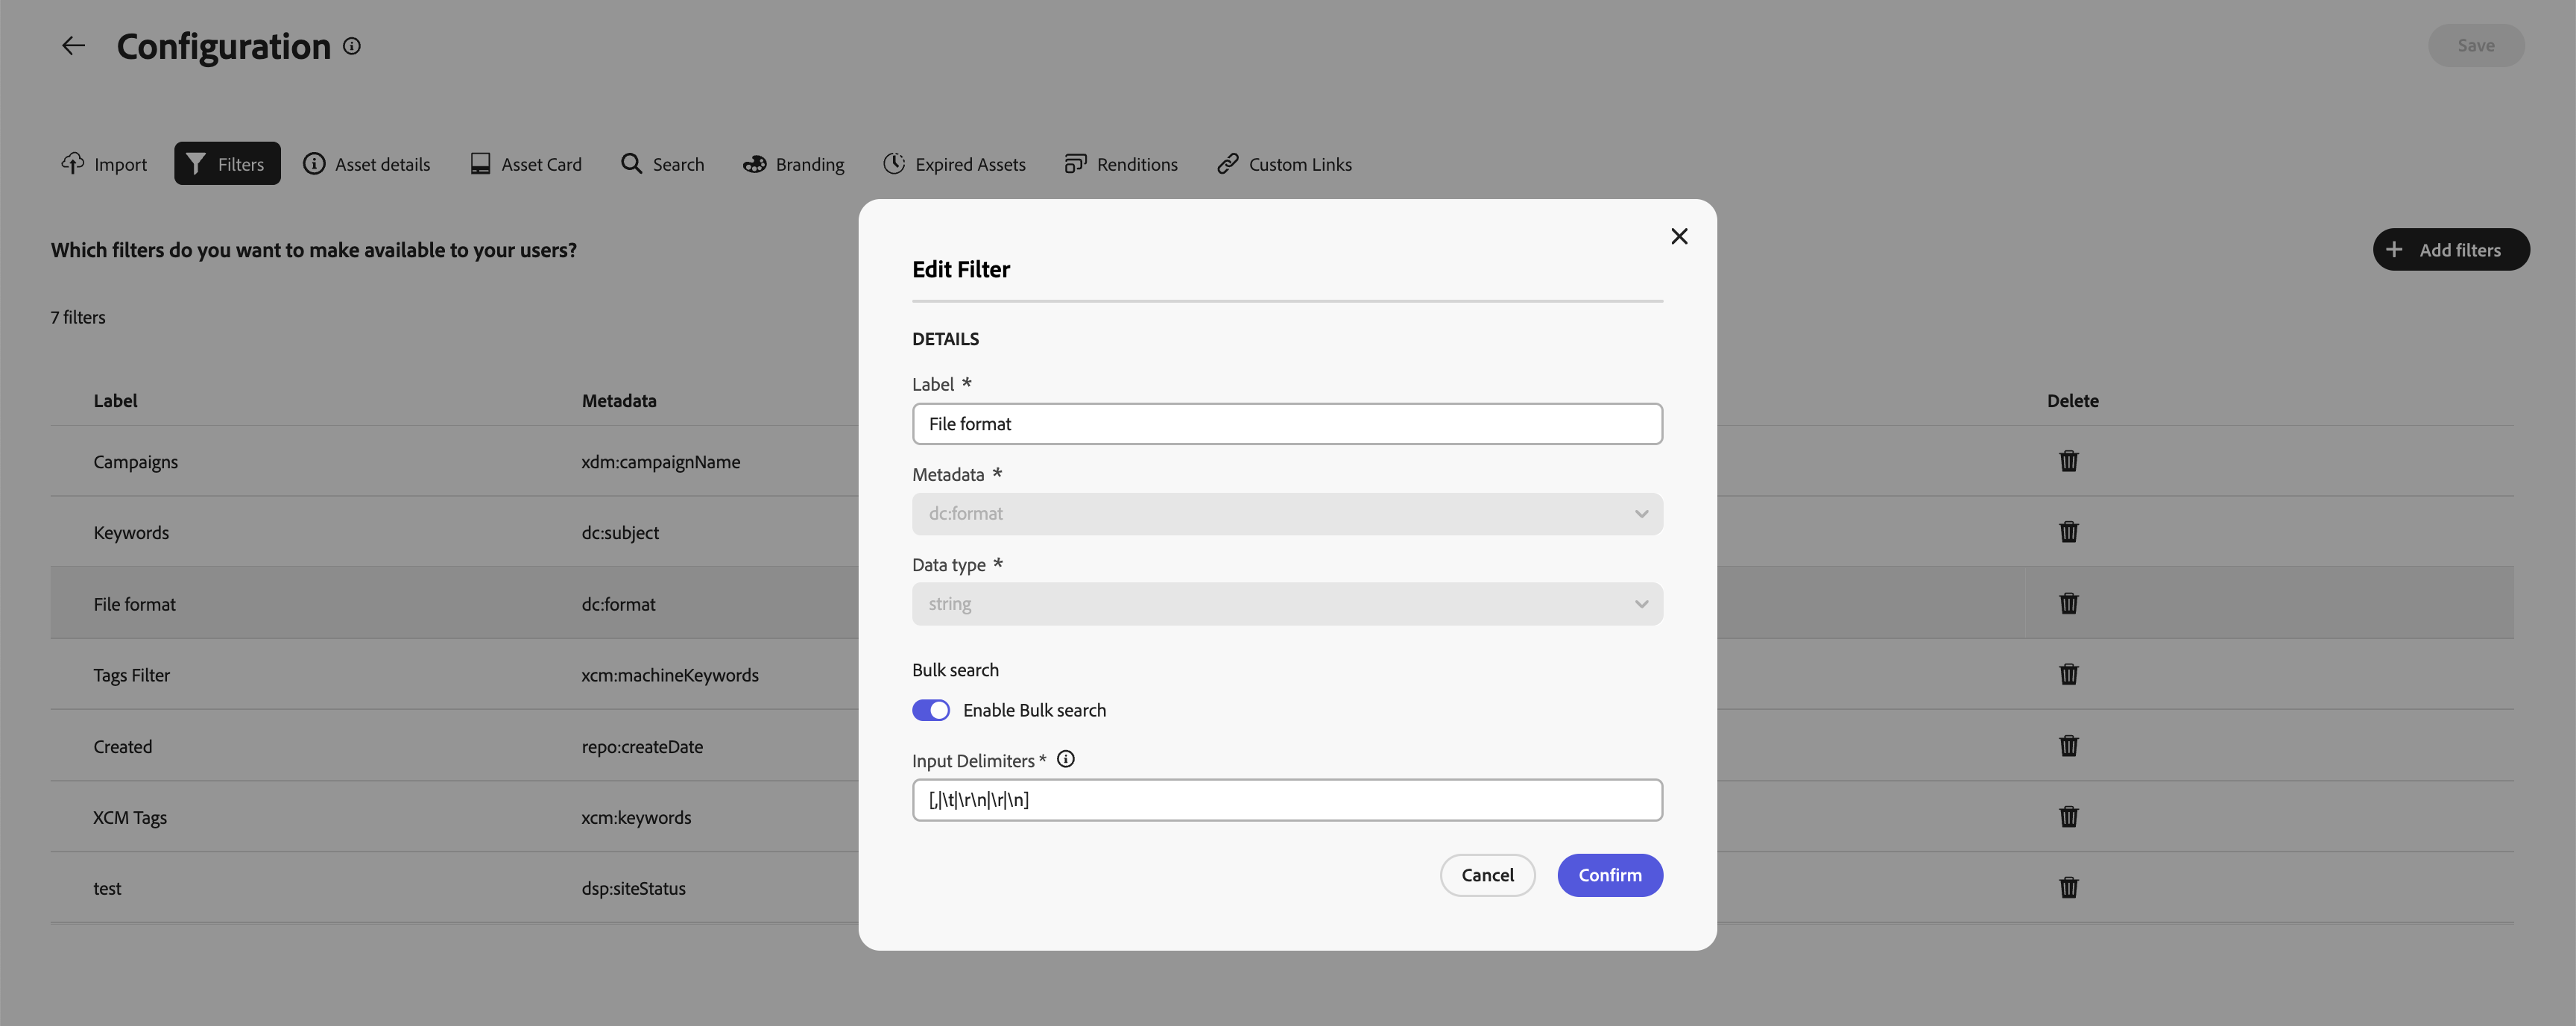 Configuration
Save
Import
Filters
Asset details
Asset Card
Search
Branding
Expired Assets
Renditions
Custom Links
Which filters do you want to make available to your users?
Add filters
7 filters
Label Metadata Delete
Campaigns xdm:campaignName
Keywords dc:subject
File format dc:format
Tags Filter xcm:machineKeywords
Created repo:createDate
XCM Tags xcm:keywords
test dsp:siteStatus
Edit Filter
DETAILS
Label *
File format
Metadata *
dc:format
Data type *
string
Bulk search
Enable Bulk search
Input Delimiters *
[,|\t|\r\n|\r|\n]
Cancel
Confirm